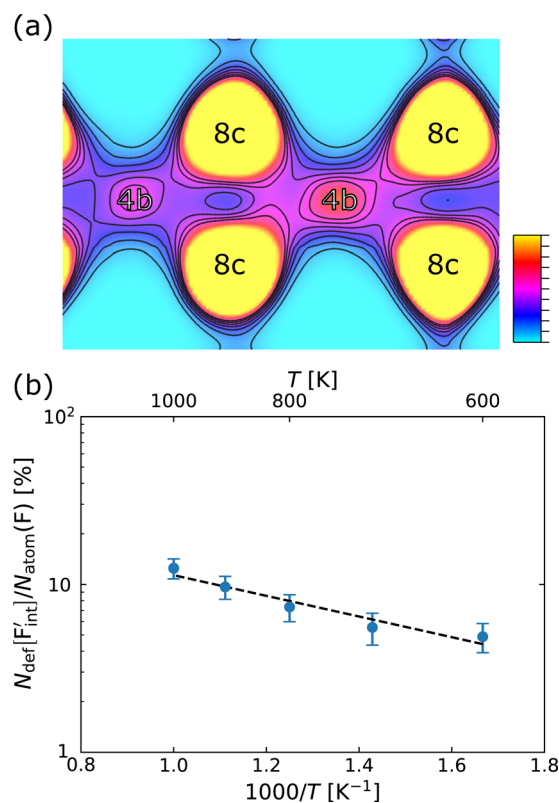 (a)
8c 8c
4b 4b
8c 8c
(b)
T [K]
1000 800 600
10²
10
1
N_def[F′_int]/N_atom(F) [%]
0.8 1.0 1.2 1.4 1.6 1.8
1000/T [K⁻¹]